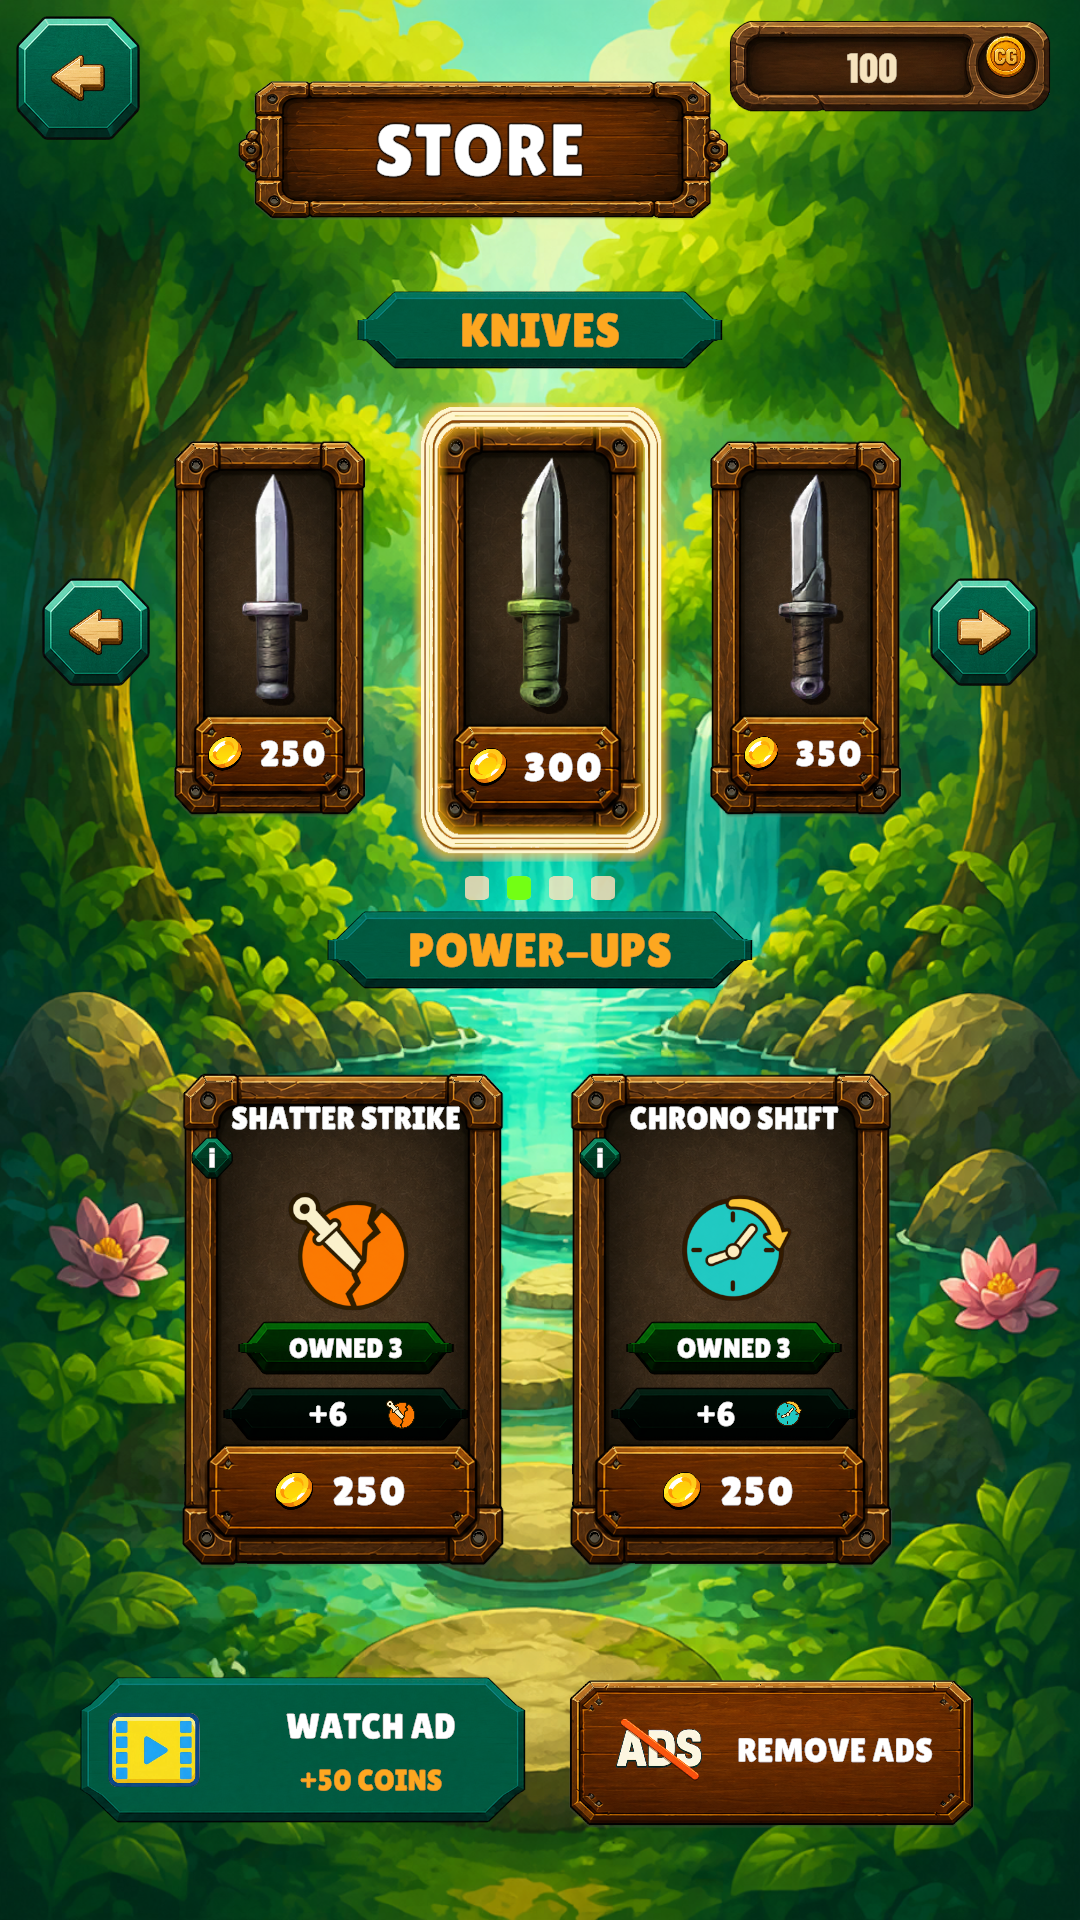 100
CG
STORE
KNIVES
250
300
350
POWER-UPS
SHATTER STRIKE
i
OWNED 3
+6
250
CHRONO SHIFT
i
OWNED 3
+6
250
WATCH AD
+50 COINS
ADS
REMOVE ADS